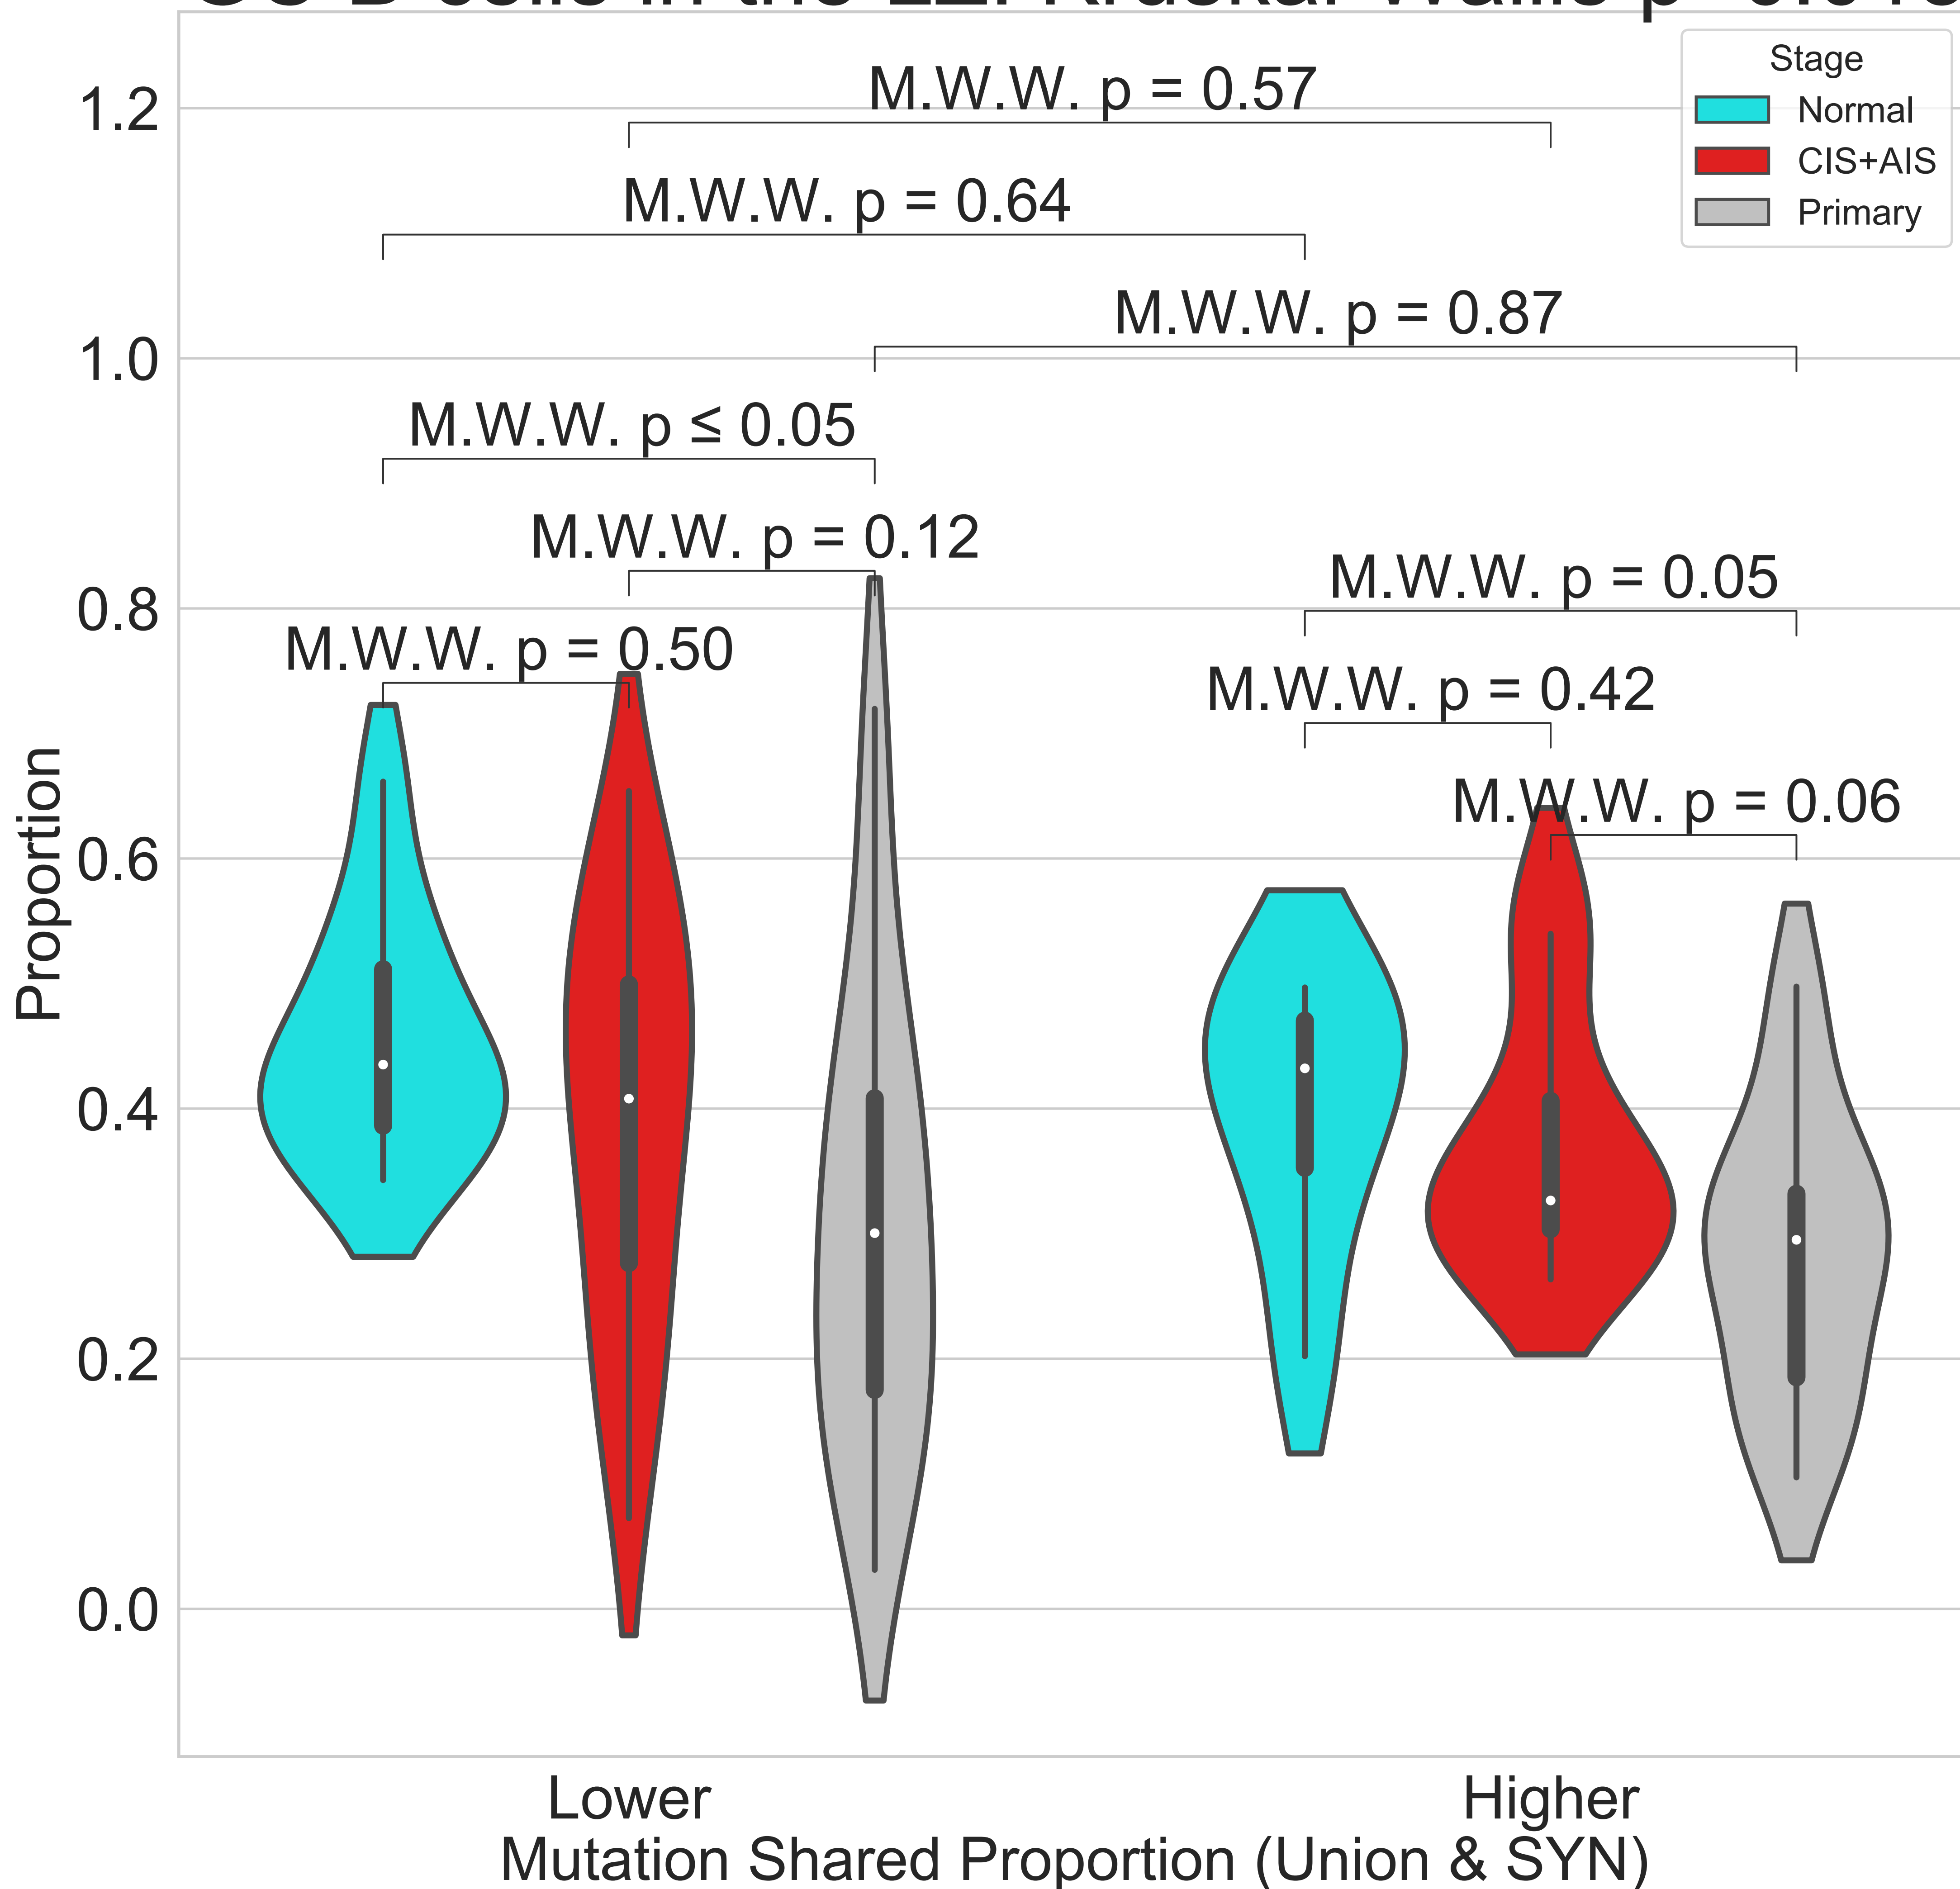 Stage
Normal
CIS+AIS
Primary
M.W.W. p = 0.57
M.W.W. p = 0.64
M.W.W. p = 0.87
M.W.W. p ≤ 0.05
M.W.W. p = 0.12
M.W.W. p = 0.50
M.W.W. p = 0.05
M.W.W. p = 0.42
M.W.W. p = 0.06
1.2
1.0
0.8
0.6
0.4
0.2
0.0
Proportion
Lower
Higher
Mutation Shared Proportion (Union & SYN)